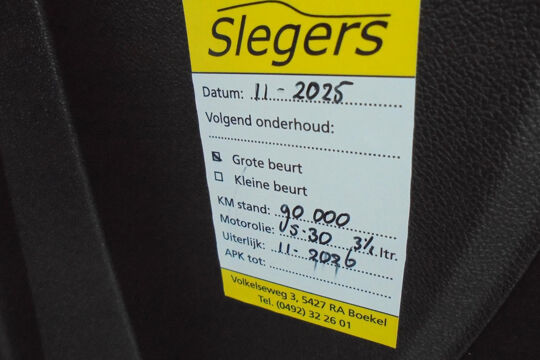 Slegers
Datum: 11-2025
Volgend onderhoud:
Grote beurt
Kleine beurt
KM stand: 90 000
Motorolie: 5.30 3½ ltr.
Uiterlijk: 11-2026
APK tot:
Volkelseweg 3, 5427 RA Boekel
Tel. (0492) 32 26 01